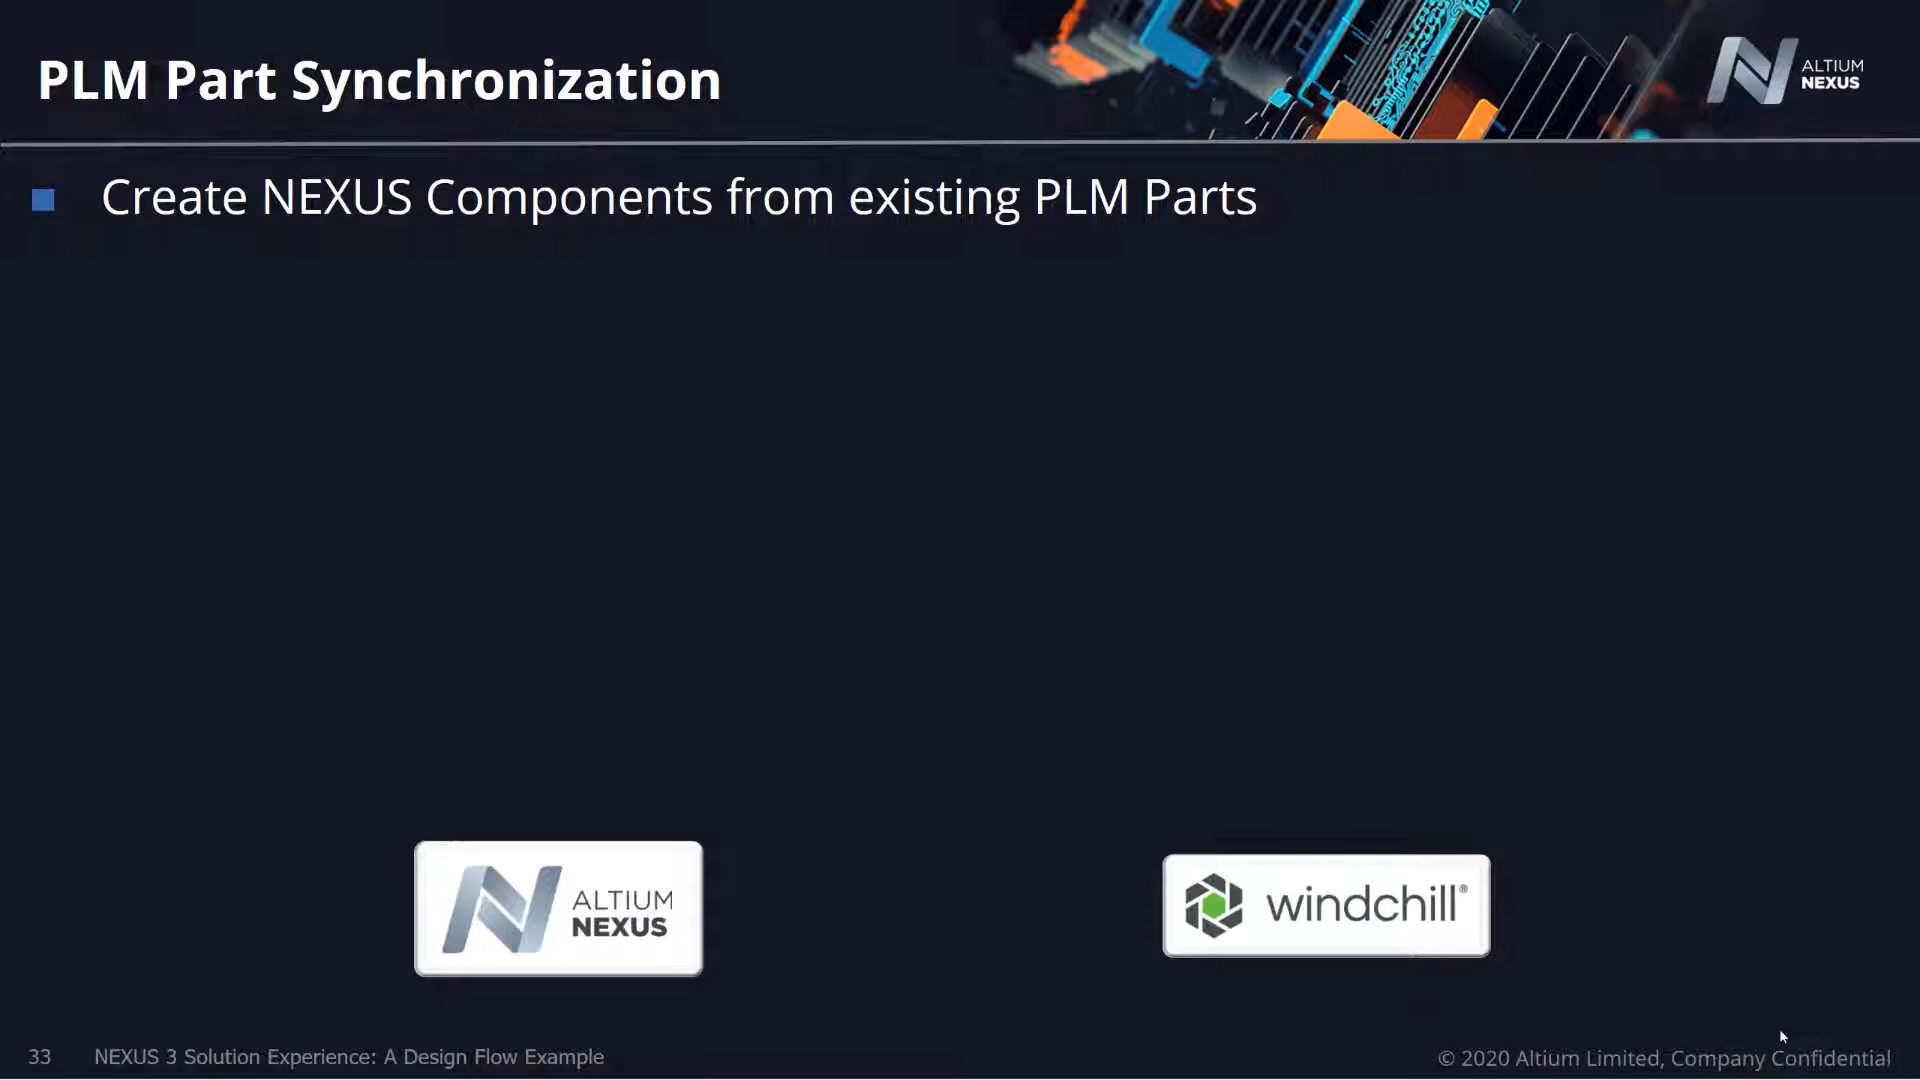 PLM Part Synchronization
ALTIUM
NEXUS
Create NEXUS Components from existing PLM Parts
ALTIUM
NEXUS
windchill®
33 NEXUS 3 Solution Experience: A Design Flow Example
© 2020 Altium Limited, Company Confidential